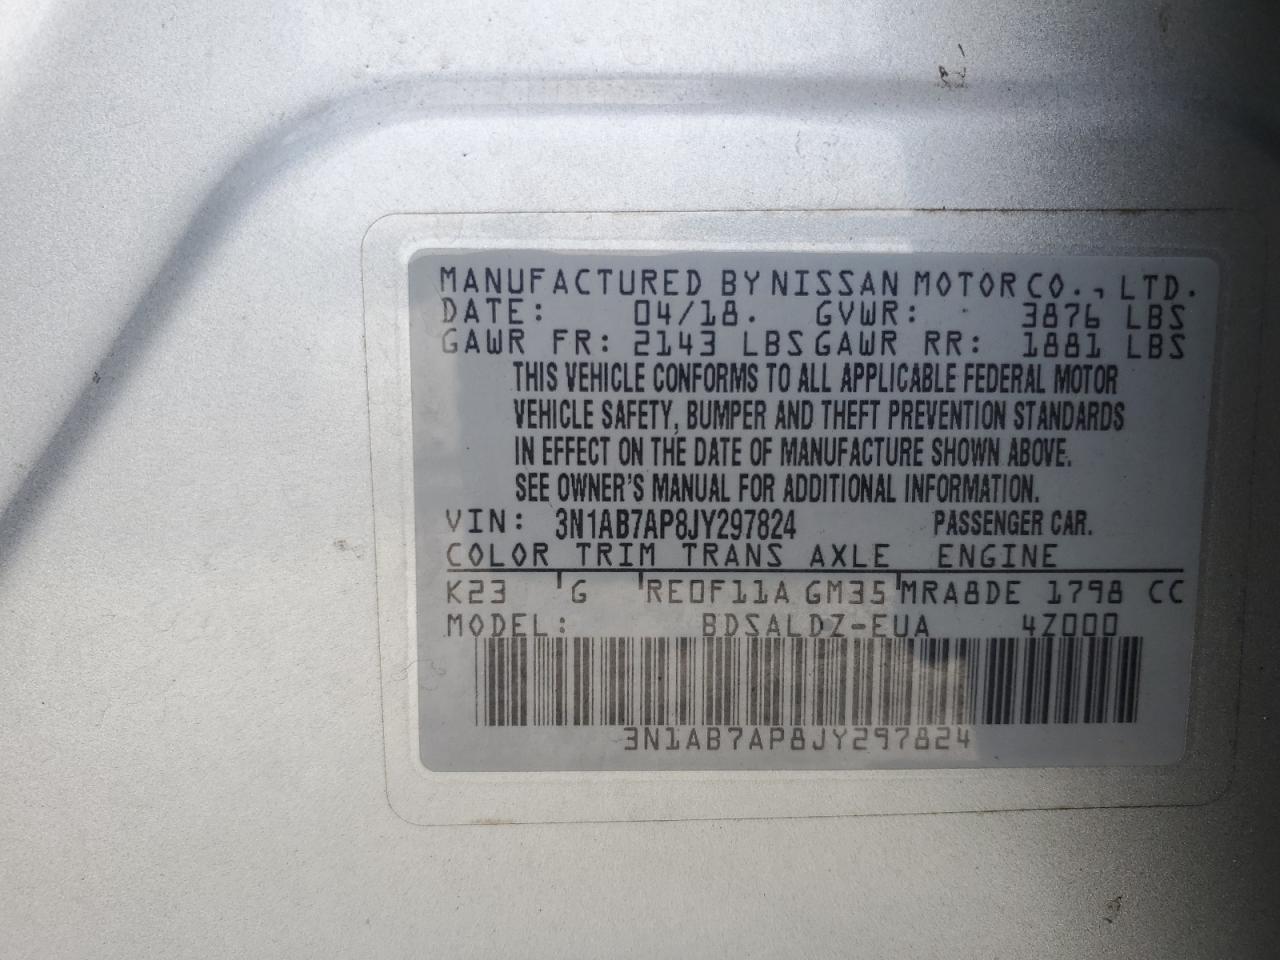 MANUFACTURED BY NISSAN MOTOR CO., LTD.
DATE: 04/18. GVWR: 3876 LBS
GAWR FR: 2143 LBS GAWR RR: 1881 LBS
THIS VEHICLE CONFORMS TO ALL APPLICABLE FEDERAL MOTOR
VEHICLE SAFETY, BUMPER AND THEFT PREVENTION STANDARDS
IN EFFECT ON THE DATE OF MANUFACTURE SHOWN ABOVE.
SEE OWNER'S MANUAL FOR ADDITIONAL INFORMATION.
VIN: 3N1AB7AP8JY297824 PASSENGER CAR.
COLOR TRIM TRANS AXLE ENGINE
K23 G RE0F11A GM35 MRA8DE 1798 CC
MODEL: BDSALDZ-EUA 4Z000
3N1AB7AP8JY297824